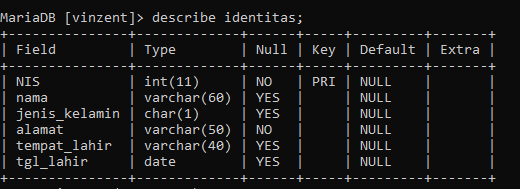 MariaDB [vinzent]> describe identitas;
+---------------+-------------+------+-----+---------+-------+
| Field         | Type        | Null | Key | Default | Extra |
+---------------+-------------+------+-----+---------+-------+
| NIS           | int(11)     | NO   | PRI | NULL    |       |
| nama          | varchar(60) | YES  |     | NULL    |       |
| jenis_kelamin | char(1)     | YES  |     | NULL    |       |
| alamat        | varchar(50) | NO   |     | NULL    |       |
| tempat_lahir  | varchar(40) | YES  |     | NULL    |       |
| tgl_lahir     | date        | YES  |     | NULL    |       |
+---------------+-------------+------+-----+---------+-------+